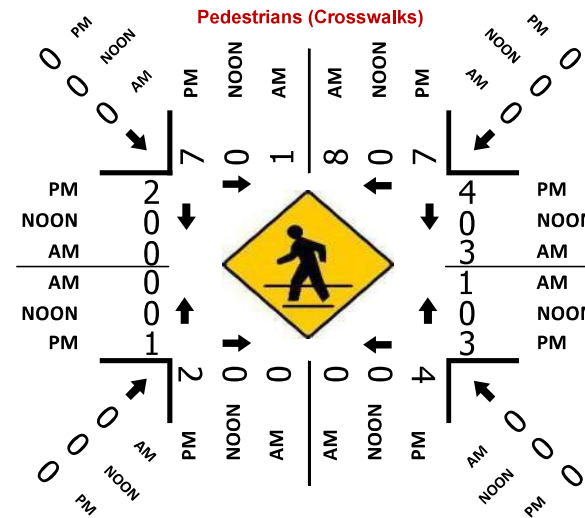 Pedestrians (Crosswalks)
0 0 0 PM NOON AM
PM NOON AM AM NOON PM
PM NOON AM 0 0 0
7 0 1 8 0 7
PM 2 4 PM
NOON 0 0 NOON
AM 0 3 AM
AM 0 1 AM
NOON 0 0 NOON
PM 1 3 PM
2 0 0 0 0 4
0 0 0 AM NOON PM
PM NOON AM AM NOON PM
AM NOON PM 0 0 0